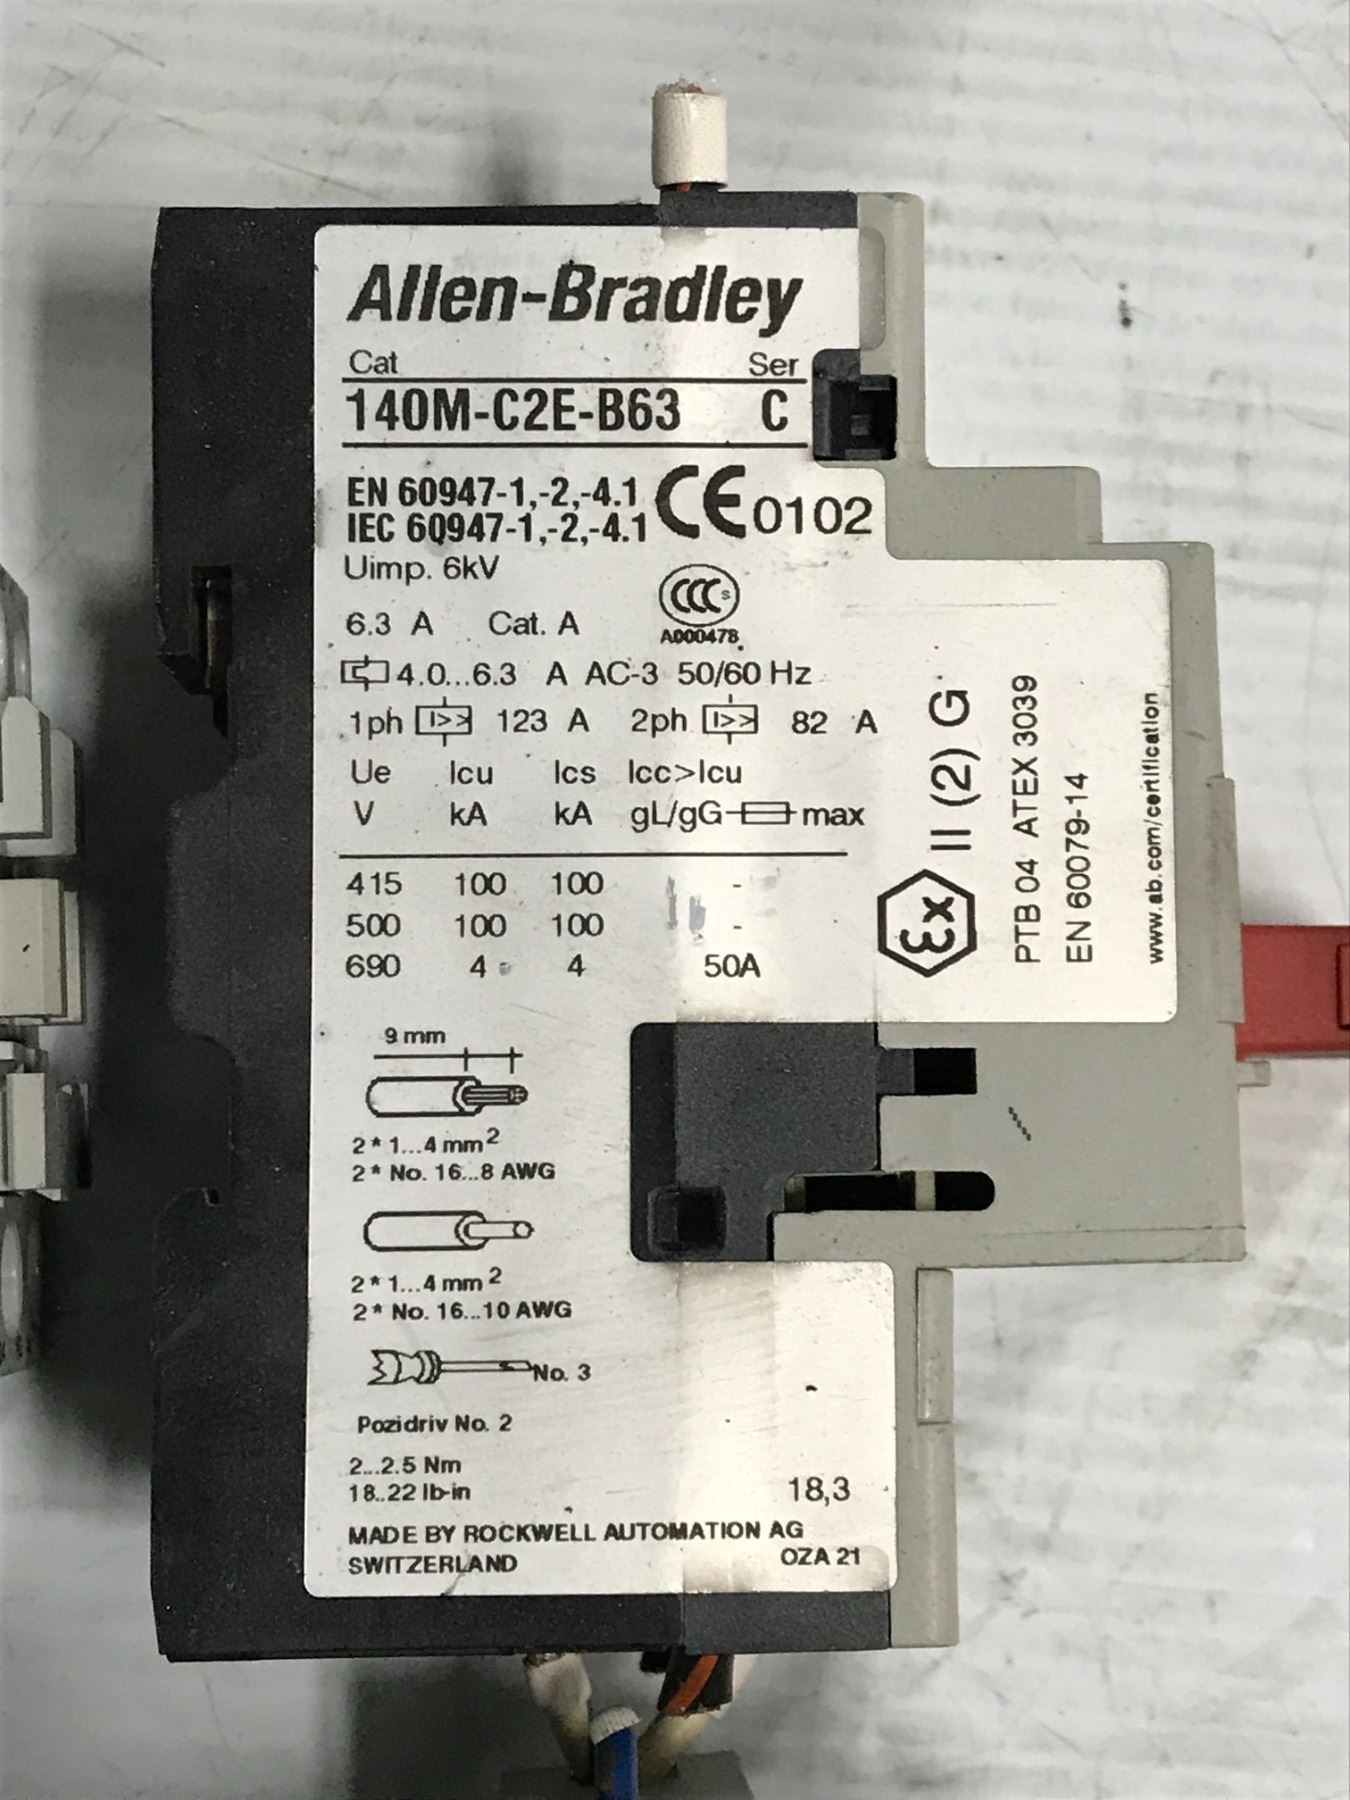 Allen-Bradley
Cat Ser
140M-C2E-B63 C
EN 60947-1,-2,-4.1
IEC 60947-1,-2,-4.1
CE 0102
Uimp. 6kV
CCC S
A000478
6.3 A Cat. A
4.0...6.3 A AC-3 50/60 Hz
1ph I>> 123 A 2ph I>> 82 A
Ue Icu Ics Icc>Icu
V kA kA gL/gG max
415 100 100 -
500 100 100 -
690 4 4 50A
Ex II (2) G
PTB 04 ATEX 3039
EN 60079-14
www.ab.com/certification
9 mm
2 * 1...4 mm2
2 * No. 16...8 AWG
2 * 1...4 mm2
2 * No. 16...10 AWG
No. 3
Pozidriv No. 2
2...2.5 Nm
18..22 lb-in
18,3
MADE BY ROCKWELL AUTOMATION AG
SWITZERLAND OZA 21